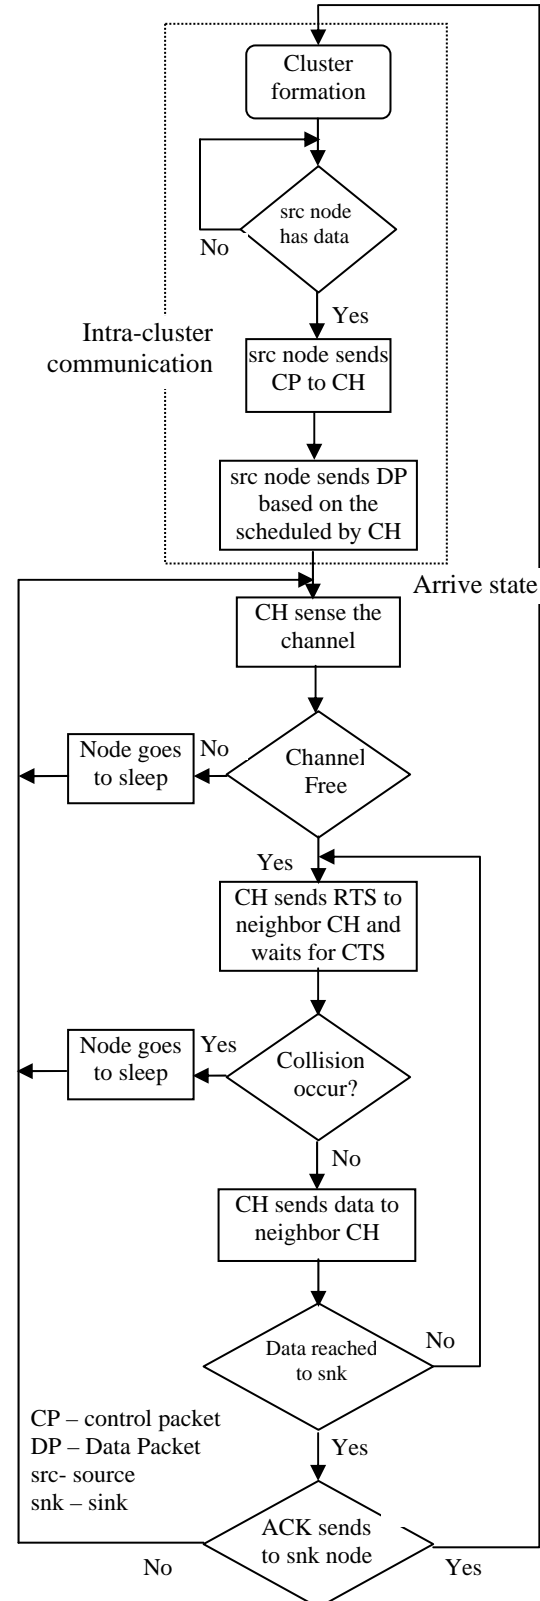 Cluster
formation
src node
has data
No
Yes
Intra-cluster
communication
src node sends
CP to CH
src node sends DP
based on the
scheduled by CH
Arrive state
CH sense the
channel
Node goes
to sleep
No
Channel
Free
Yes
CH sends RTS to
neighbor CH and
waits for CTS
Node goes
to sleep
Yes
Collision
occur?
No
CH sends data to
neighbor CH
Data reached
to snk
No
CP – control packet
DP – Data Packet
src- source
snk – sink
Yes
ACK sends
to snk node
No
Yes